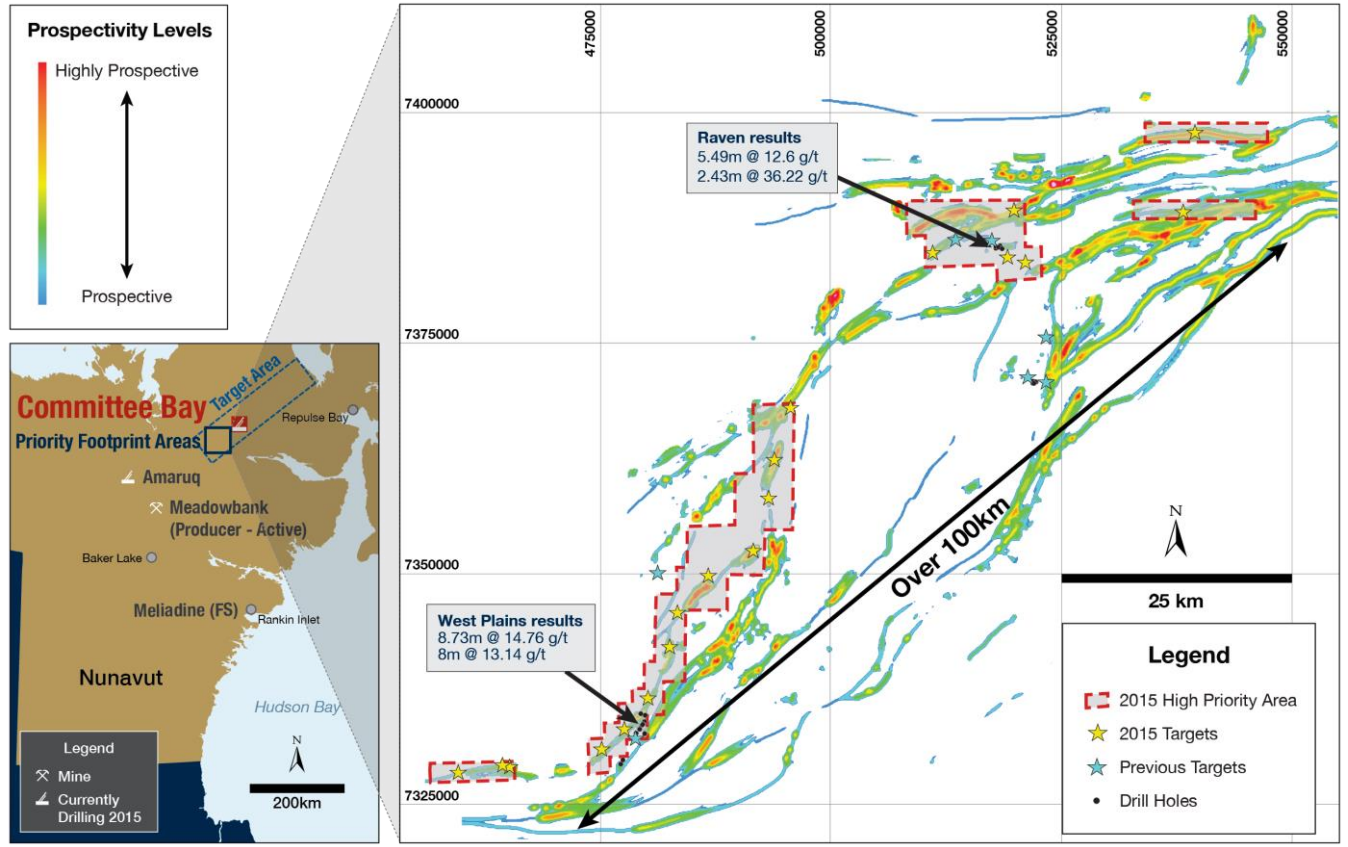 Prospectivity Levels
Highly Prospective
Prospective
Committee Bay
Target Area
Repulse Bay
Priority Footprint Areas
Amaruq
Meadowbank
(Producer - Active)
Baker Lake
Meliadine (FS)
Rankin Inlet
Nunavut
Hudson Bay
Legend
Mine
Currently
Drilling 2015
N
200km
475000
500000
525000
550000
7400000
7375000
7350000
7325000
Raven results
5.49m @ 12.6 g/t
2.43m @ 36.22 g/t
West Plains results
8.73m @ 14.76 g/t
8m @ 13.14 g/t
Over 100km
N
25 km
Legend
2015 High Priority Area
2015 Targets
Previous Targets
Drill Holes